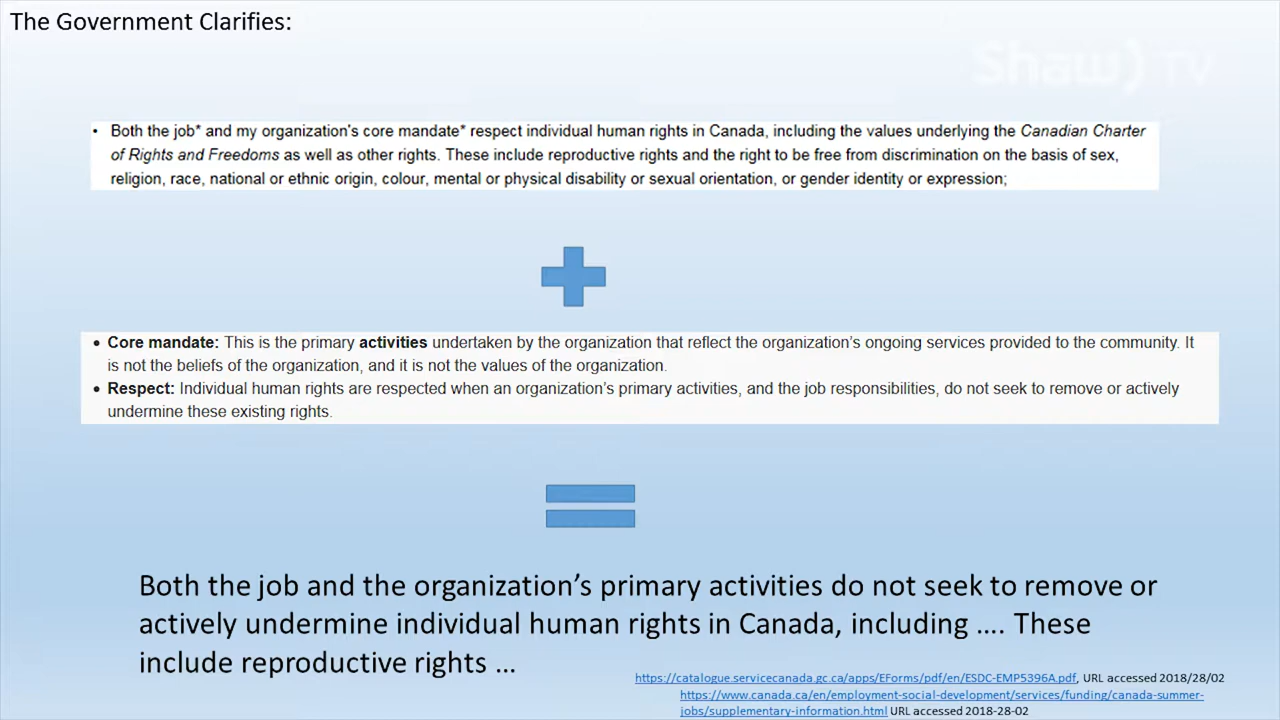 The Government Clarifies:
Shaw) TV
• Both the job* and my organization's core mandate* respect individual human rights in Canada, including the values underlying the Canadian Charter
of Rights and Freedoms as well as other rights. These include reproductive rights and the right to be free from discrimination on the basis of sex,
religion, race, national or ethnic origin, colour, mental or physical disability or sexual orientation, or gender identity or expression;
• Core mandate: This is the primary activities undertaken by the organization that reflect the organization's ongoing services provided to the community. It
is not the beliefs of the organization, and it is not the values of the organization.
• Respect: Individual human rights are respected when an organization's primary activities, and the job responsibilities, do not seek to remove or actively
undermine these existing rights.
Both the job and the organization's primary activities do not seek to remove or
actively undermine individual human rights in Canada, including .... These
include reproductive rights ...
https://catalogue.servicecanada.gc.ca/apps/EForms/pdf/en/ESDC-EMP5396A.pdf, URL accessed 2018/28/02
https://www.canada.ca/en/employment-social-development/services/funding/canada-summer-
jobs/supplementary-information.html URL accessed 2018-28-02